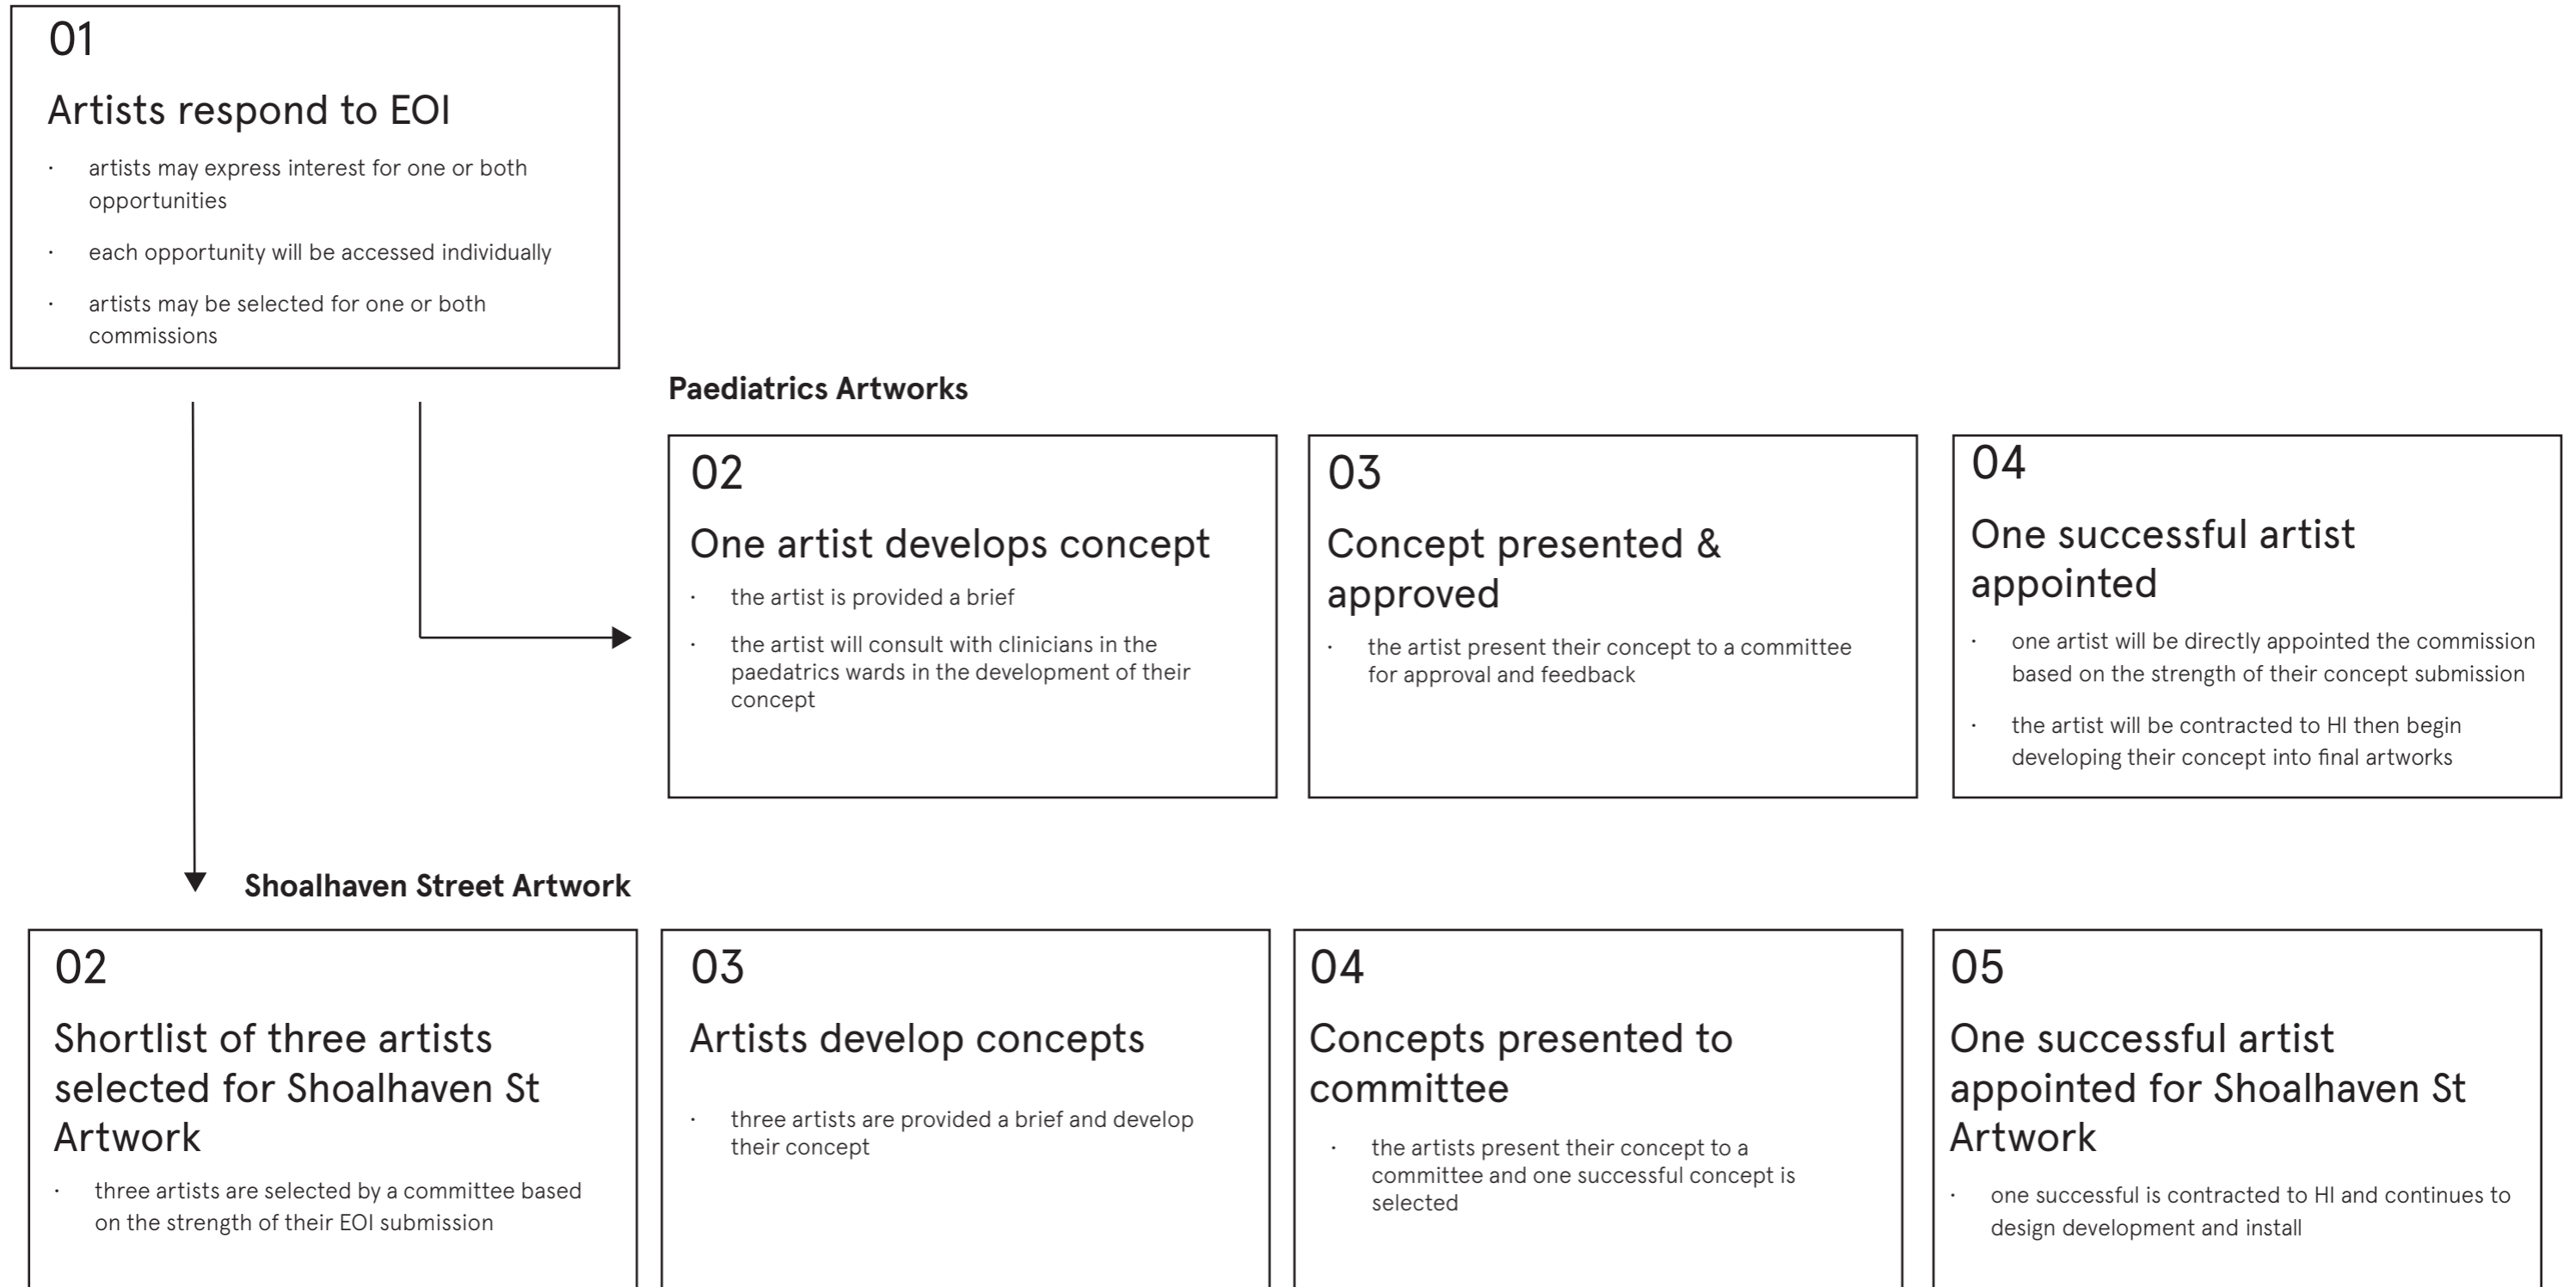 01
Artists respond to EOI
· artists may express interest for one or both
opportunities
· each opportunity will be accessed individually
· artists may be selected for one or both
commissions
Paediatrics Artworks
02
One artist develops concept
· the artist is provided a brief
· the artist will consult with clinicians in the
paedatrics wards in the development of their
concept
03
Concept presented &
approved
· the artist present their concept to a committee
for approval and feedback
04
One successful artist
appointed
· one artist will be directly appointed the commission
based on the strength of their concept submission
· the artist will be contracted to HI then begin
developing their concept into final artworks
Shoalhaven Street Artwork
02
Shortlist of three artists
selected for Shoalhaven St
Artwork
· three artists are selected by a committee based
on the strength of their EOI submission
03
Artists develop concepts
· three artists are provided a brief and develop
their concept
04
Concepts presented to
committee
· the artists present their concept to a
committee and one successful concept is
selected
05
One successful artist
appointed for Shoalhaven St
Artwork
· one successful is contracted to HI and continues to
design development and install